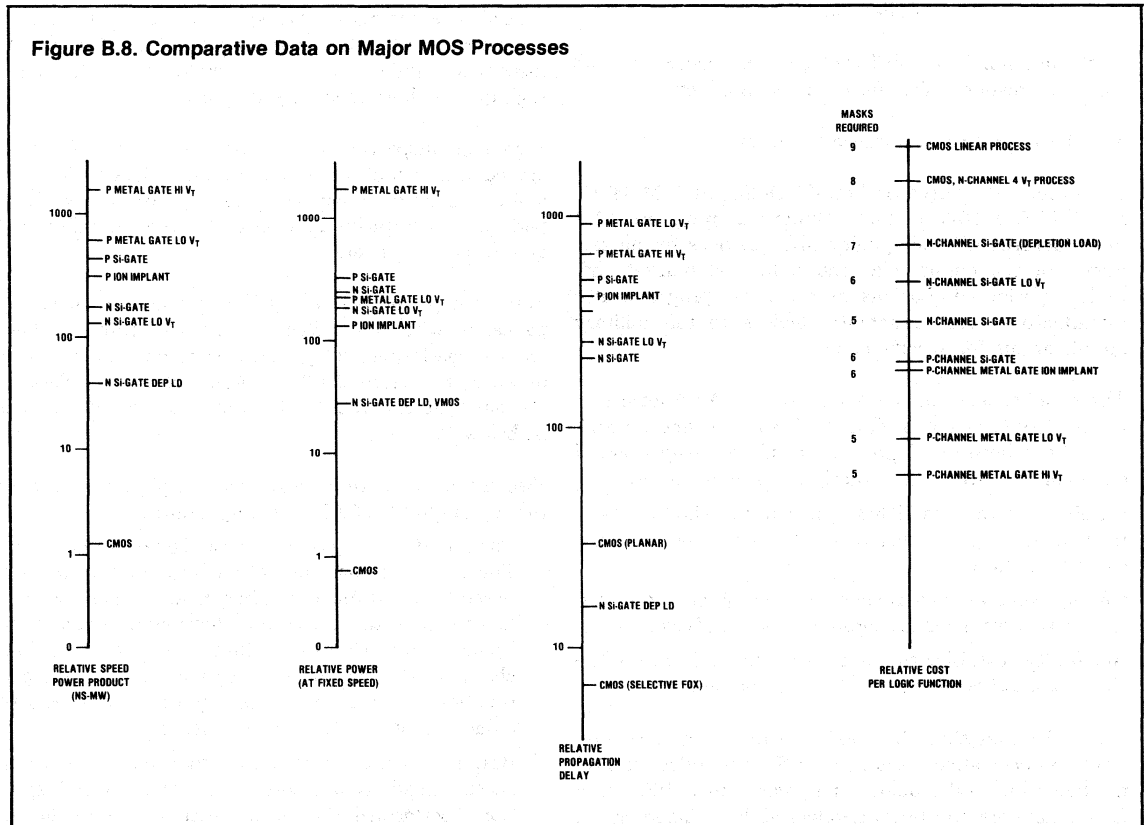 Figure B.8. Comparative Data on Major MOS Processes
P METAL GATE HI VT
1000
P METAL GATE LO VT
P Si-GATE
P ION IMPLANT
N Si-GATE
N Si-GATE LO VT
100
N Si-GATE DEP LD
10
CMOS
1
0
RELATIVE SPEED
POWER PRODUCT
(NS-MW)
P METAL GATE HI VT
1000
P Si-GATE
N Si-GATE
P METAL GATE LO VT
N Si-GATE LO VT
P ION IMPLANT
100
N Si-GATE DEP LD, VMOS
10
1
CMOS
0
RELATIVE POWER
(AT FIXED SPEED)
1000
P METAL GATE LO VT
P METAL GATE HI VT
P Si-GATE
P ION IMPLANT
N Si-GATE LO VT
N Si-GATE
100
CMOS (PLANAR)
N Si-GATE DEP LD
10
CMOS (SELECTIVE FOX)
RELATIVE
PROPAGATION
DELAY
MASKS
REQUIRED
9 CMOS LINEAR PROCESS
8 CMOS, N-CHANNEL 4 VT PROCESS
7 N-CHANNEL Si-GATE (DEPLETION LOAD)
6 N-CHANNEL Si-GATE LO VT
5 N-CHANNEL Si-GATE
6 P-CHANNEL Si-GATE
6 P-CHANNEL METAL GATE ION IMPLANT
5 P-CHANNEL METAL GATE LO VT
5 P-CHANNEL METAL GATE HI VT
RELATIVE COST
PER LOGIC FUNCTION